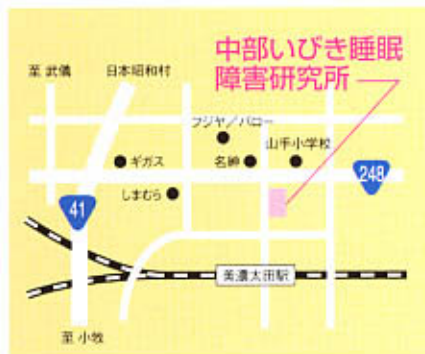 中部いびき睡眠
障害研究所
至 武儀
日本昭和村
フジヤ/バロー
山手小学校
ギガス
名鉄
248
しまむら
41
美濃太田駅
至 小牧